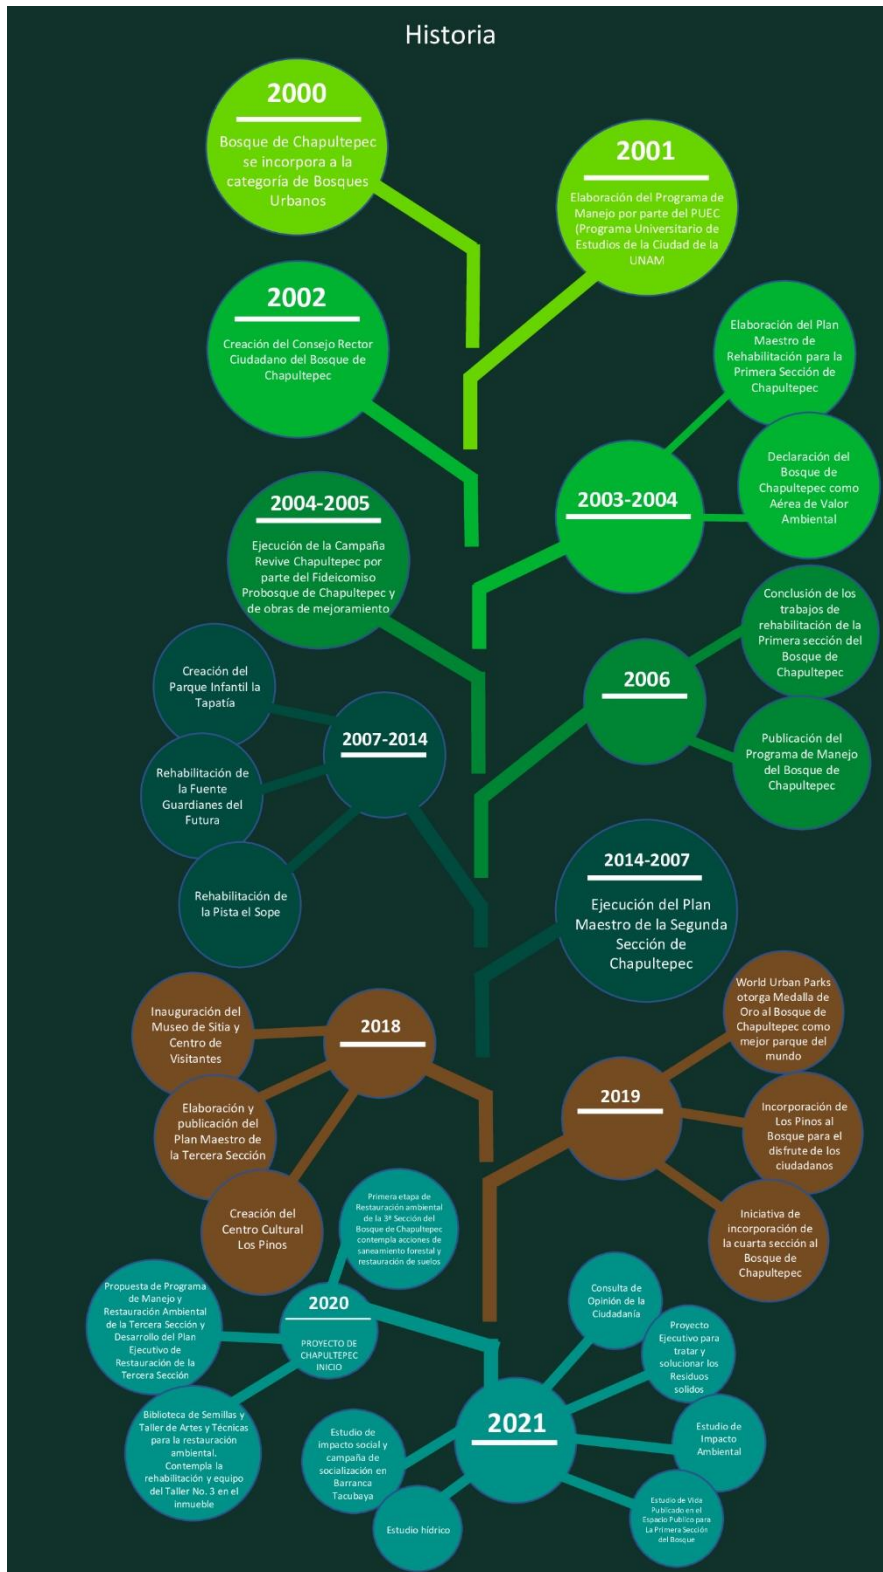 Historia
2000
Bosque de Chapultepec
se incorpora a la
categoría de Bosques
Urbanos
2001
Elaboración del Programa de
Manejo por parte del PUEC
(Programa Universitario de
Estudios de la Ciudad de la
UNAM
2002
Creación del Consejo Rector
Ciudadano del Bosque de
Chapultepec
Elaboración del Plan
Maestro de
Rehabilitación para la
Primera Sección de
Chapultepec
2003-2004
Declaración del
Bosque de
Chapultepec como
Aérea de Valor
Ambiental
2004-2005
Ejecución de la Campaña
Revive Chapultepec por
parte del Fideicomiso
Probosque de Chapultepec y
de obras de mejoramiento
Conclusión de los
trabajos de
rehabilitación de la
Primera sección del
Bosque de
Chapultepec
2006
Publicación del
Programa de Manejo
del Bosque de
Chapultepec
Creación del
Parque Infantil la
Tapatía
2007-2014
Rehabilitación de
la Fuente
Guardianes del
Futura
Rehabilitación de
la Pista el Sope
2014-2007
Ejecución del Plan
Maestro de la Segunda
Sección de
Chapultepec
Inauguración del
Museo de Sitia y
Centro de
Visitantes
2018
Elaboración y
publicación del
Plan Maestro de
la Tercera Sección
Creación del
Centro Cultural
Los Pinos
World Urban Parks
otorga Medalla de
Oro al Bosque de
Chapultepec como
mejor parque del
mundo
2019
Incorporación de
Los Pinos al
Bosque para el
disfrute de los
ciudadanos
Iniciativa de
incorporación de
la cuarta sección al
Bosque de
Chapultepec
Primera etapa de
Restauración ambiental
de la 3ª Sección del
Bosque de Chapultepec
contempla acciones de
saneamiento forestal y
restauración de suelos
2020
PROYECTO DE
CHAPULTEPEC
INICIO
Propuesta de Programa
de Manejo y
Restauración Ambiental
de la Tercera Sección y
Desarrollo del Plan
Ejecutivo de
Restauración de la
Tercera Sección
Biblioteca de Semillas y
Taller de Artes y Técnicas
para la restauración
ambiental.
Contempla la
rehabilitación y equipo
del Taller No. 3 en el
inmueble
Consulta de
Opinión de la
Ciudadanía
Proyecto
Ejecutivo para
tratar y
solucionar los
Residuos
solidos
2021
Estudio de
Impacto
Ambiental
Estudio de
impacto social y
campaña de
socialización en
Barranca
Tacubaya
Estudio hídrico
Estudio de Vida
Publicado en el
Espacio Publico para
La Primera Sección
del Bosque